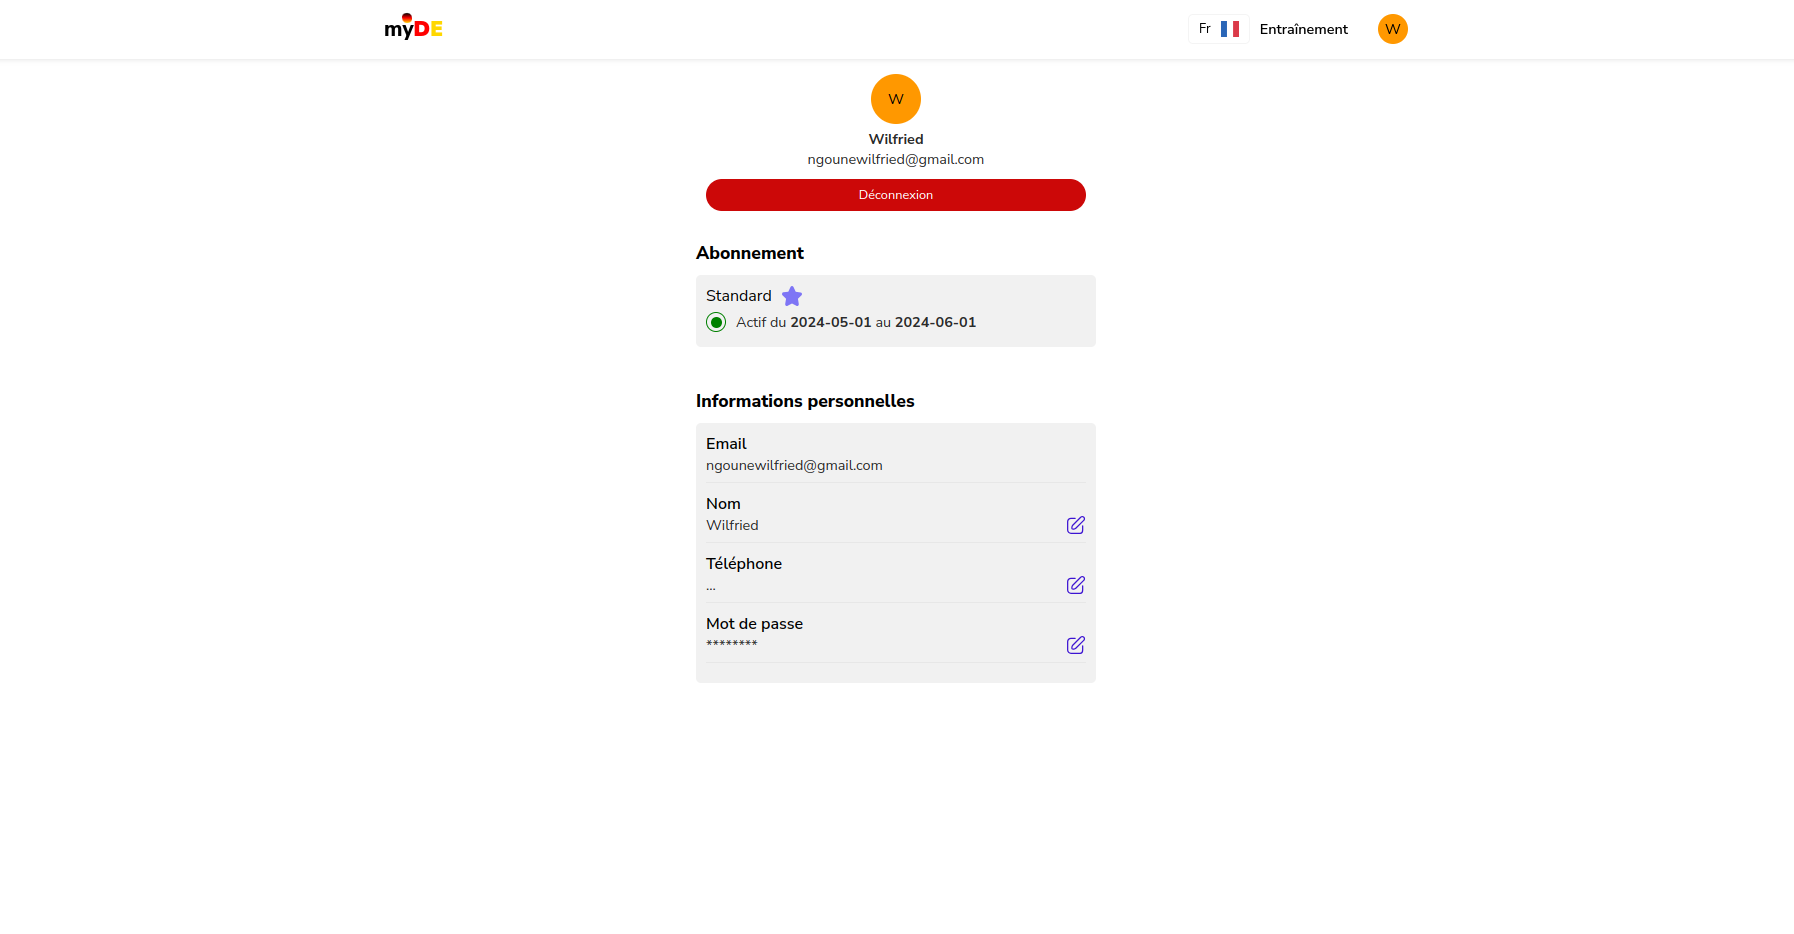 myDE
Fr
Entraînement
W
W
Wilfried
ngounewilfried@gmail.com
Déconnexion
Abonnement
Standard
Actif du 2024-05-01 au 2024-06-01
Informations personnelles
Email
ngounewilfried@gmail.com
Nom
Wilfried
Téléphone
...
Mot de passe
********